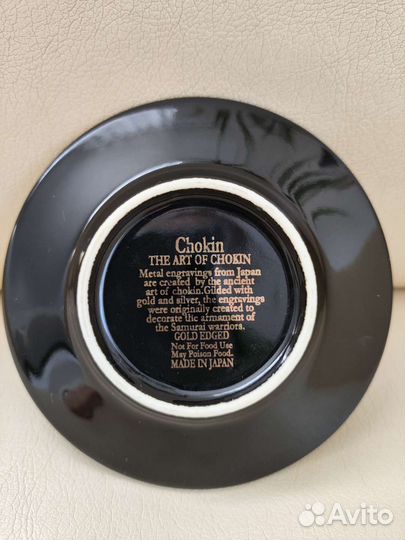 Chokin
THE ART OF CHOKIN
Metal engravings from Japan
are created by the ancient
art of chokin.Gilded with
gold and silver, the engravings
were originally created to
decorate the armament of
the Samurai warriors.
GOLD EDGED
Not For Food Use
May Poison Food.
MADE IN JAPAN
Avito